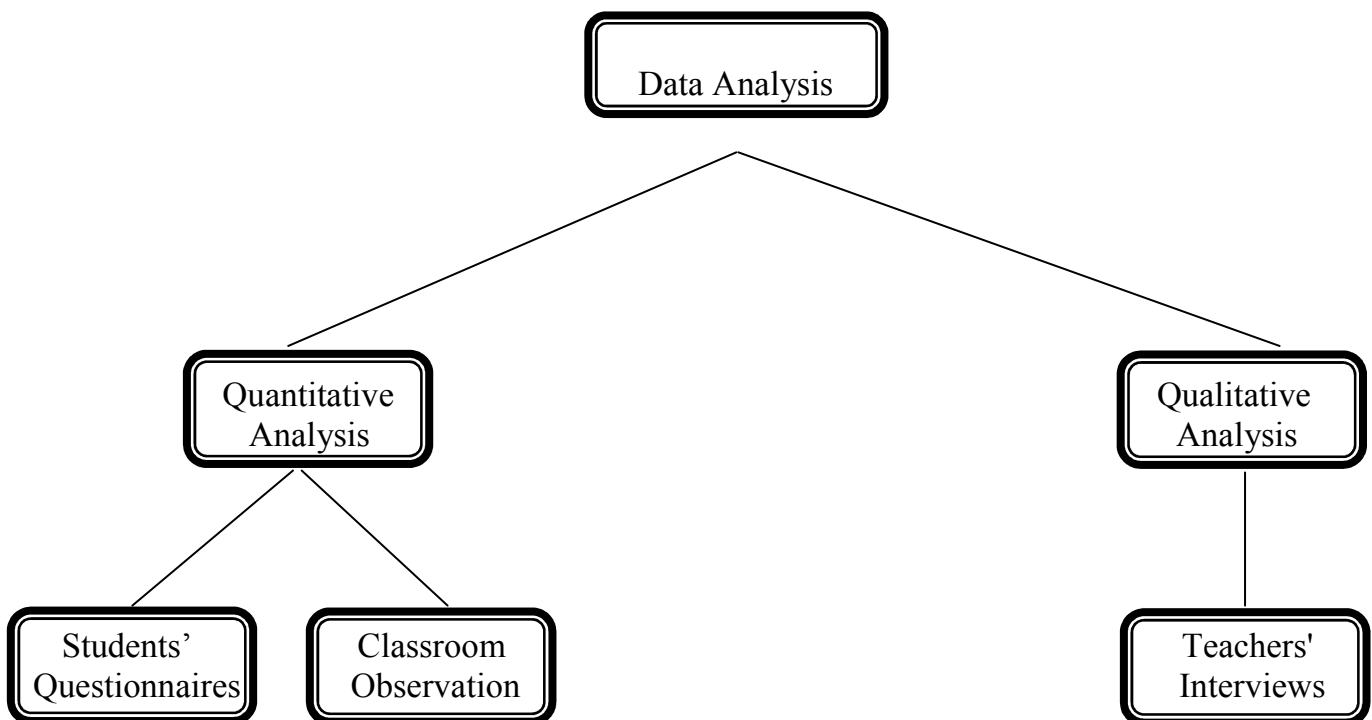 Data Analysis
Quantitative
Analysis
Qualitative
Analysis
Students’
Questionnaires
Classroom
Observation
Teachers'
Interviews